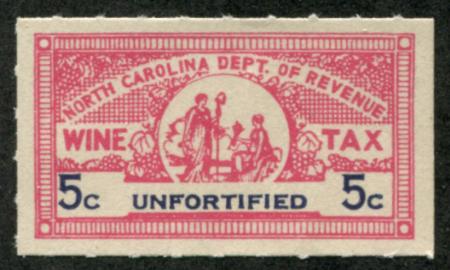 NORTH CAROLINA DEPT. OF REVENUE
WINE TAX
5c UNFORTIFIED 5c